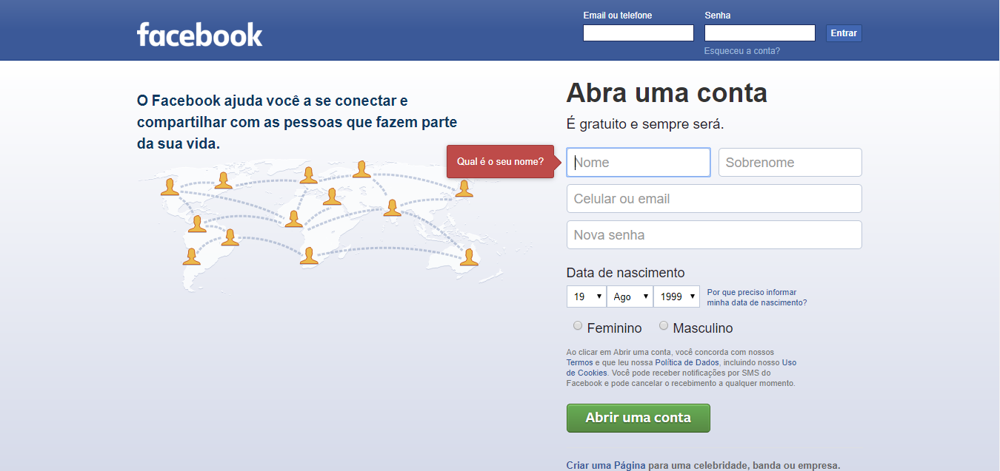 facebook
Email ou telefone
Senha
Entrar
Esqueceu a conta?
O Facebook ajuda você a se conectar e
compartilhar com as pessoas que fazem parte
da sua vida.
Abra uma conta
É gratuito e sempre será.
Qual é o seu nome?
Nome
Sobrenome
Celular ou email
Nova senha
Data de nascimento
19
Ago
1999
Por que preciso informar
minha data de nascimento?
Feminino
Masculino
Ao clicar em Abrir uma conta, você concorda com nossos
Termos e que leu nossa Política de Dados, incluindo nosso Uso
de Cookies. Você pode receber notificações por SMS do
Facebook e pode cancelar o recebimento a qualquer momento.
Abrir uma conta
Criar uma Página para uma celebridade, banda ou empresa.